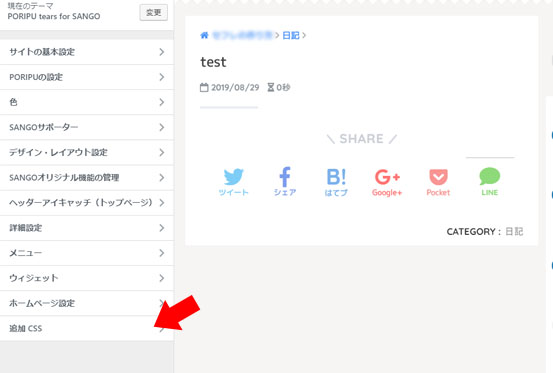 現在のテーマ
PORIPU tears for SANGO
変更
サイトの基本設定
PORIPUの設定
色
SANGOサポーター
デザイン・レイアウト設定
SANGOオリジナル機能の管理
ヘッダーアイキャッチ（トップページ）
詳細設定
メニュー
ウィジェット
ホームページ設定
追加 CSS
日記
test
2019/08/29 0秒
SHARE
B!
G+
ツイート シェア はてブ Google+ Pocket LINE
CATEGORY : 日記